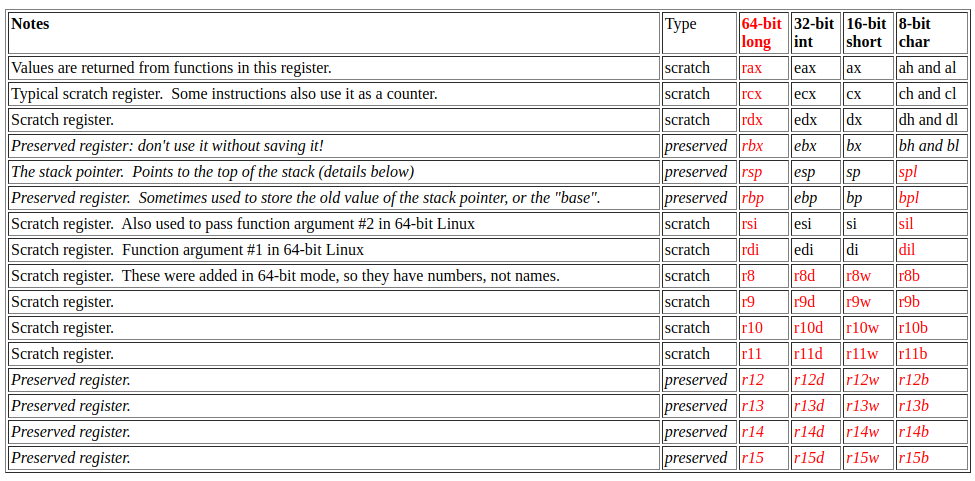 Notes Type 64-bit long 32-bit int 16-bit short 8-bit char
Values are returned from functions in this register. scratch rax eax ax ah and al
Typical scratch register. Some instructions also use it as a counter. scratch rcx ecx cx ch and cl
Scratch register. scratch rdx edx dx dh and dl
Preserved register: don't use it without saving it! preserved rbx ebx bx bh and bl
The stack pointer. Points to the top of the stack (details below) preserved rsp esp sp spl
Preserved register. Sometimes used to store the old value of the stack pointer, or the "base". preserved rbp ebp bp bpl
Scratch register. Also used to pass function argument #2 in 64-bit Linux scratch rsi esi si sil
Scratch register. Function argument #1 in 64-bit Linux scratch rdi edi di dil
Scratch register. These were added in 64-bit mode, so they have numbers, not names. scratch r8 r8d r8w r8b
Scratch register. scratch r9 r9d r9w r9b
Scratch register. scratch r10 r10d r10w r10b
Scratch register. scratch r11 r11d r11w r11b
Preserved register. preserved r12 r12d r12w r12b
Preserved register. preserved r13 r13d r13w r13b
Preserved register. preserved r14 r14d r14w r14b
Preserved register. preserved r15 r15d r15w r15b